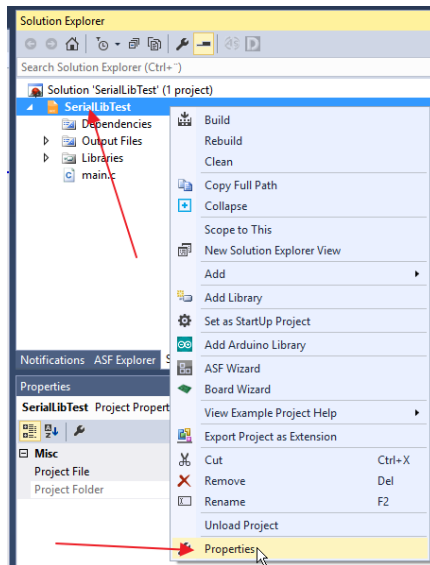 Solution Explorer
Search Solution Explorer (Ctrl+¨)
Solution 'SerialLibTest' (1 project)
SerialLibTest
Dependencies
Output Files
Libraries
main.c
Build
Rebuild
Clean
Copy Full Path
Collapse
Scope to This
New Solution Explorer View
Add
Add Library
Set as StartUp Project
Add Arduino Library
ASF Wizard
Board Wizard
View Example Project Help
Export Project as Extension
Cut Ctrl+X
Remove Del
Rename F2
Unload Project
Properties
Notifications ASF Explorer S
Properties
SerialLibTest Project Propert
Misc
Project File
Project Folder